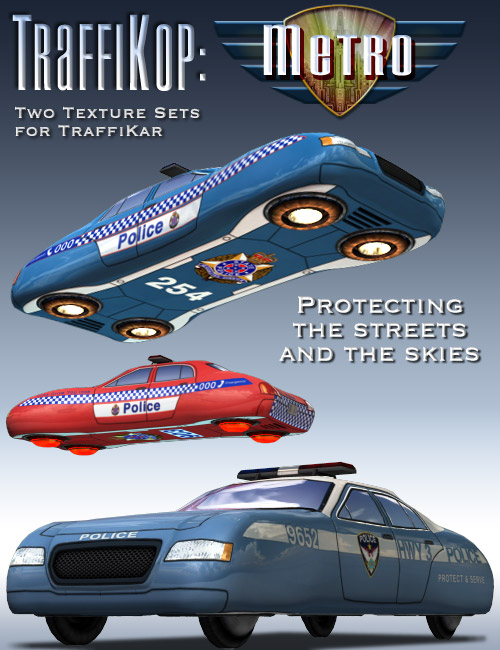 TRAFFIKOP:
METRO
TWO TEXTURE SETS
FOR TRAFFIKAR
000
Police
254
PROTECTING
THE STREETS
AND THE SKIES
Police
000
POLICE
9652
POLICE
HWY 3
POLICE
PROTECT & SERVE